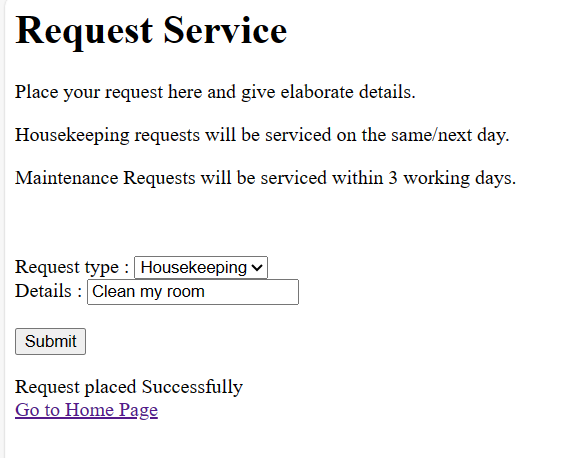 Request Service
Place your request here and give elaborate details.
Housekeeping requests will be serviced on the same/next day.
Maintenance Requests will be serviced within 3 working days.
Request type : Housekeeping
Details : Clean my room
Submit
Request placed Successfully
Go to Home Page